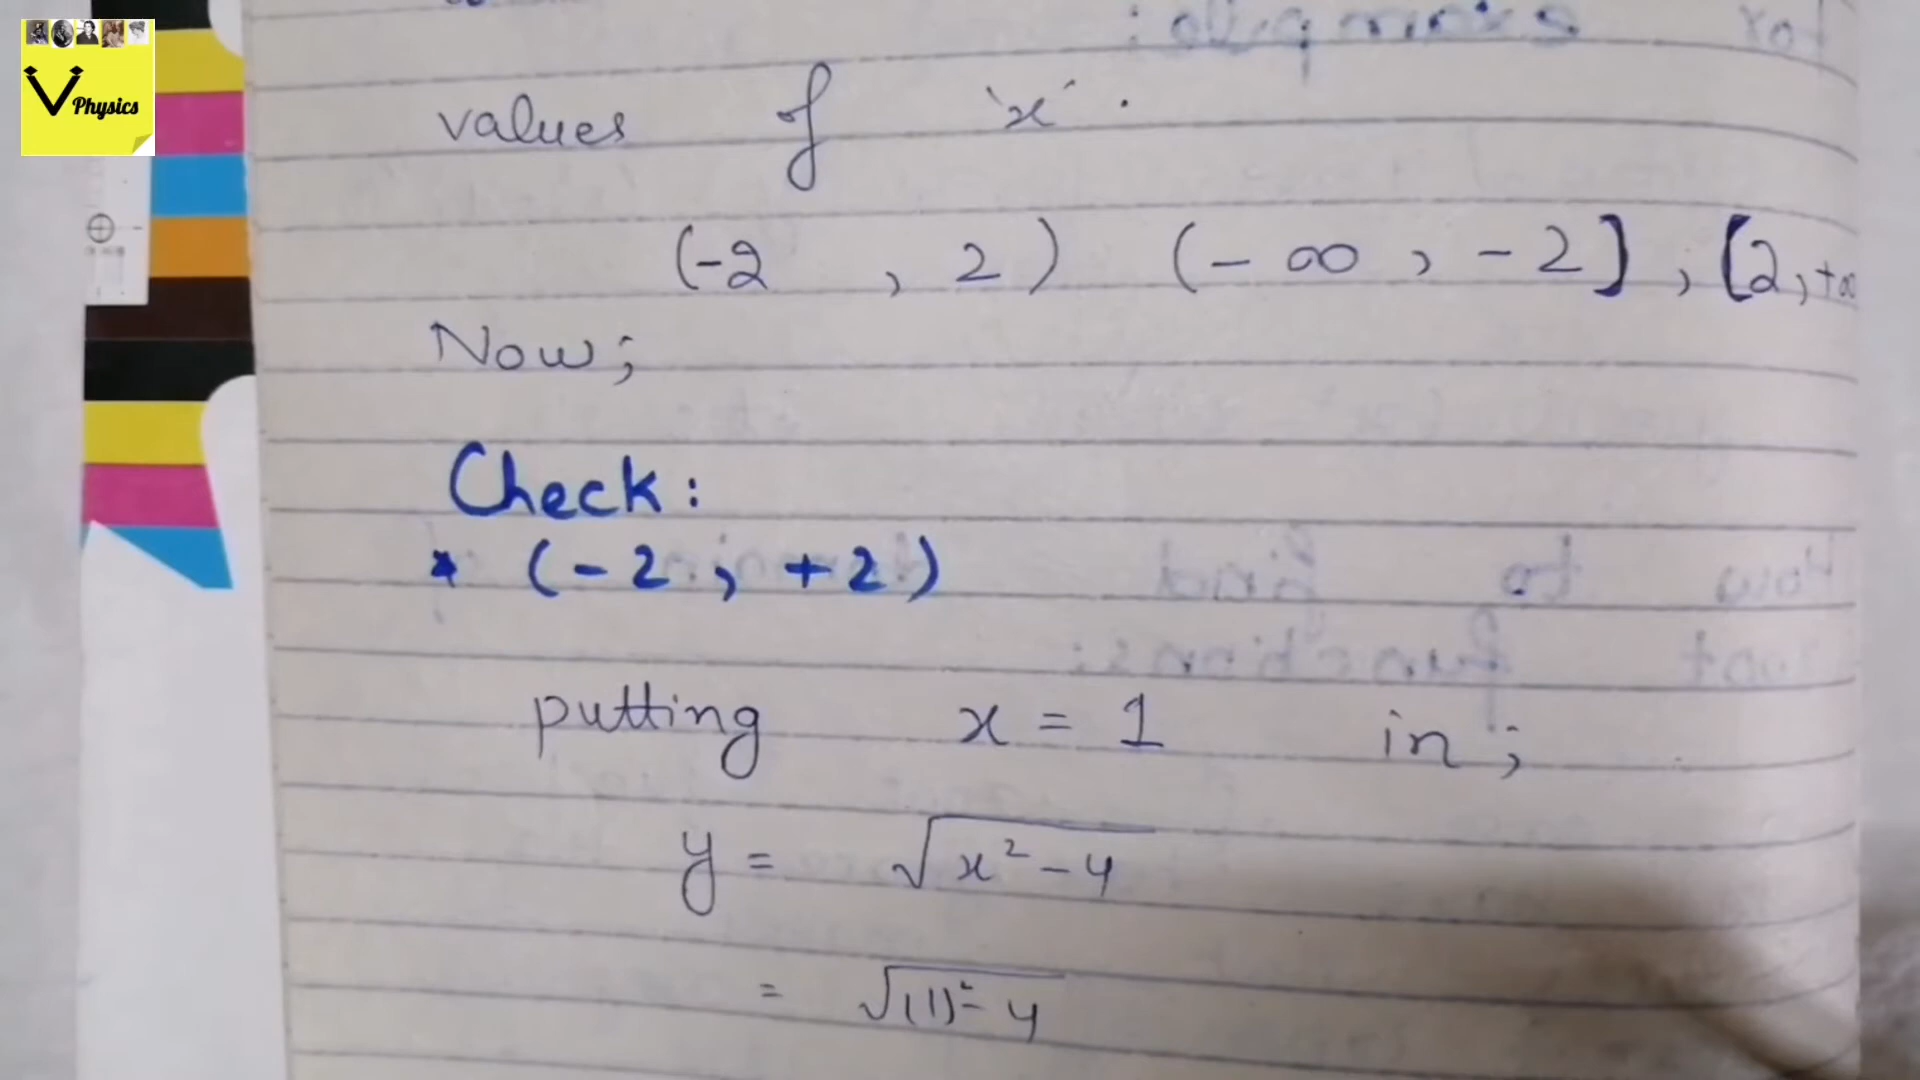 V Physics
values of 'x'.
(-2 , 2) (-∞ , -2] , [2, +∞
Now;
Check:
* (-2 , +2)
putting x = 1 in;
y = √x² - 4
= √(1)² - 4